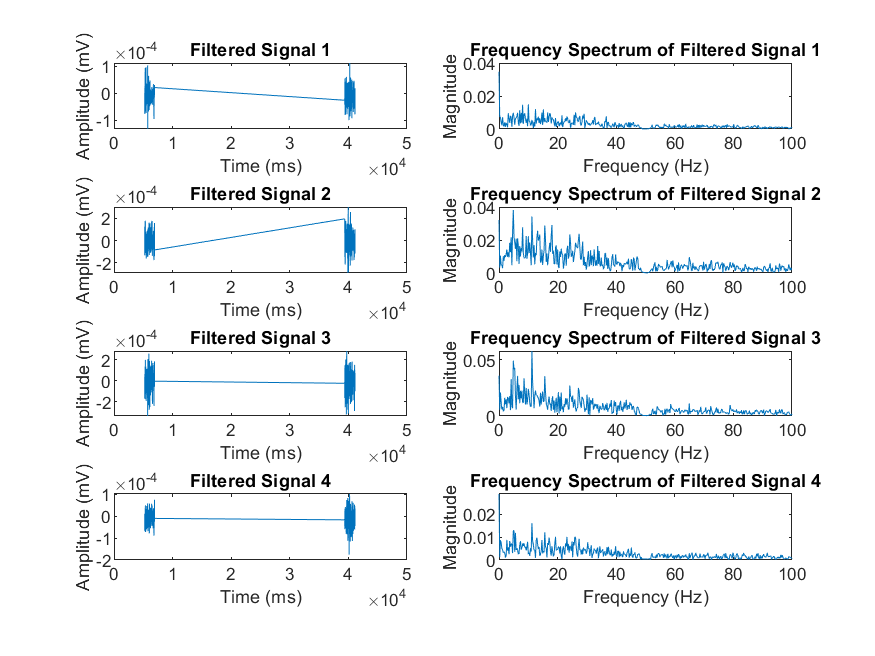 Filtered Signal 1
×10⁻⁴
Amplitude (mV)
1
0
-1
0 1 2 3 4 5
Time (ms)
×10⁴
Frequency Spectrum of Filtered Signal 1
Magnitude
0.04
0.02
0
0 20 40 60 80 100
Frequency (Hz)
Filtered Signal 2
×10⁻⁴
Amplitude (mV)
2
0
-2
0 1 2 3 4 5
Time (ms)
×10⁴
Frequency Spectrum of Filtered Signal 2
Magnitude
0.04
0.02
0
0 20 40 60 80 100
Frequency (Hz)
Filtered Signal 3
×10⁻⁴
Amplitude (mV)
2
0
-2
0 1 2 3 4 5
Time (ms)
×10⁴
Frequency Spectrum of Filtered Signal 3
Magnitude
0.05
0
0 20 40 60 80 100
Frequency (Hz)
Filtered Signal 4
×10⁻⁴
Amplitude (mV)
1
0
-1
-2
0 1 2 3 4 5
Time (ms)
×10⁴
Frequency Spectrum of Filtered Signal 4
Magnitude
0.02
0.01
0
0 20 40 60 80 100
Frequency (Hz)